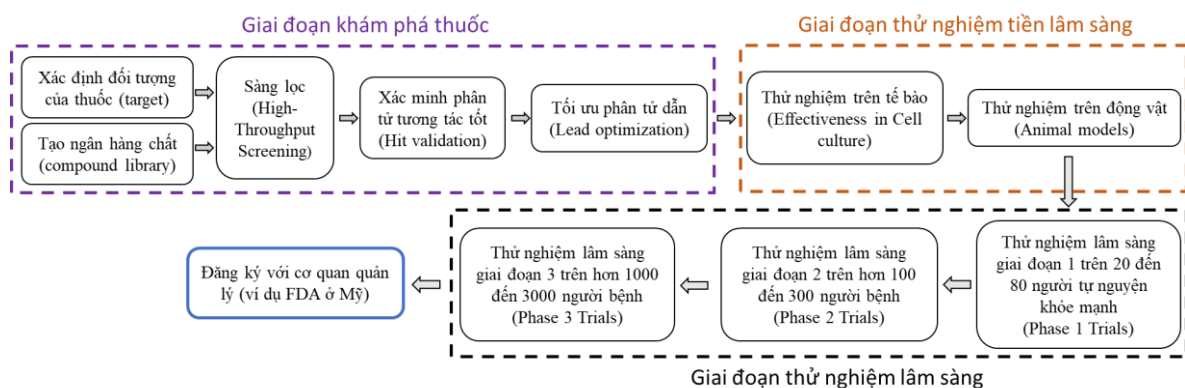 Giai đoạn khám phá thuốc
Giai đoạn thử nghiệm tiền lâm sàng
Xác định đối tượng
của thuốc (target)
Tạo ngân hàng chất
(compound library)
Sàng lọc
(High-
Throughput
Screening)
Xác minh phân
tử tương tác tốt
(Hit validation)
Tối ưu phân tử dẫn
(Lead optimization)
Thử nghiệm trên tế bào
(Effectiveness in Cell
culture)
Thử nghiệm trên động vật
(Animal models)
Đăng ký với cơ quan quản
lý (ví dụ FDA ở Mỹ)
Thử nghiệm lâm sàng
giai đoạn 3 trên hơn 1000
đến 3000 người bệnh
(Phase 3 Trials)
Thử nghiệm lâm sàng
giai đoạn 2 trên hơn 100
đến 300 người bệnh
(Phase 2 Trials)
Thử nghiệm lâm sàng
giai đoạn 1 trên 20 đến
80 người tự nguyện
khỏe mạnh
(Phase 1 Trials)
Giai đoạn thử nghiệm lâm sàng